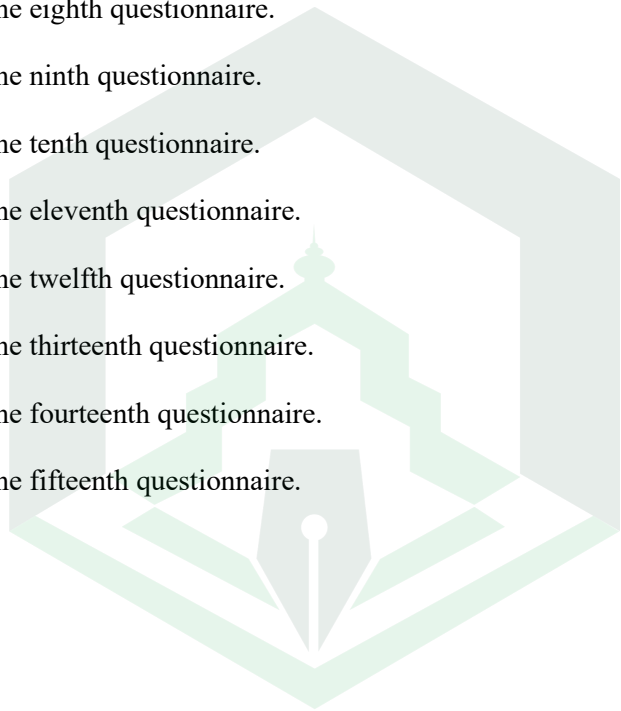 he eighth questionnaire.
he ninth questionnaire.
he tenth questionnaire.
he eleventh questionnaire.
he twelfth questionnaire.
he thirteenth questionnaire.
he fourteenth questionnaire.
he fifteenth questionnaire.